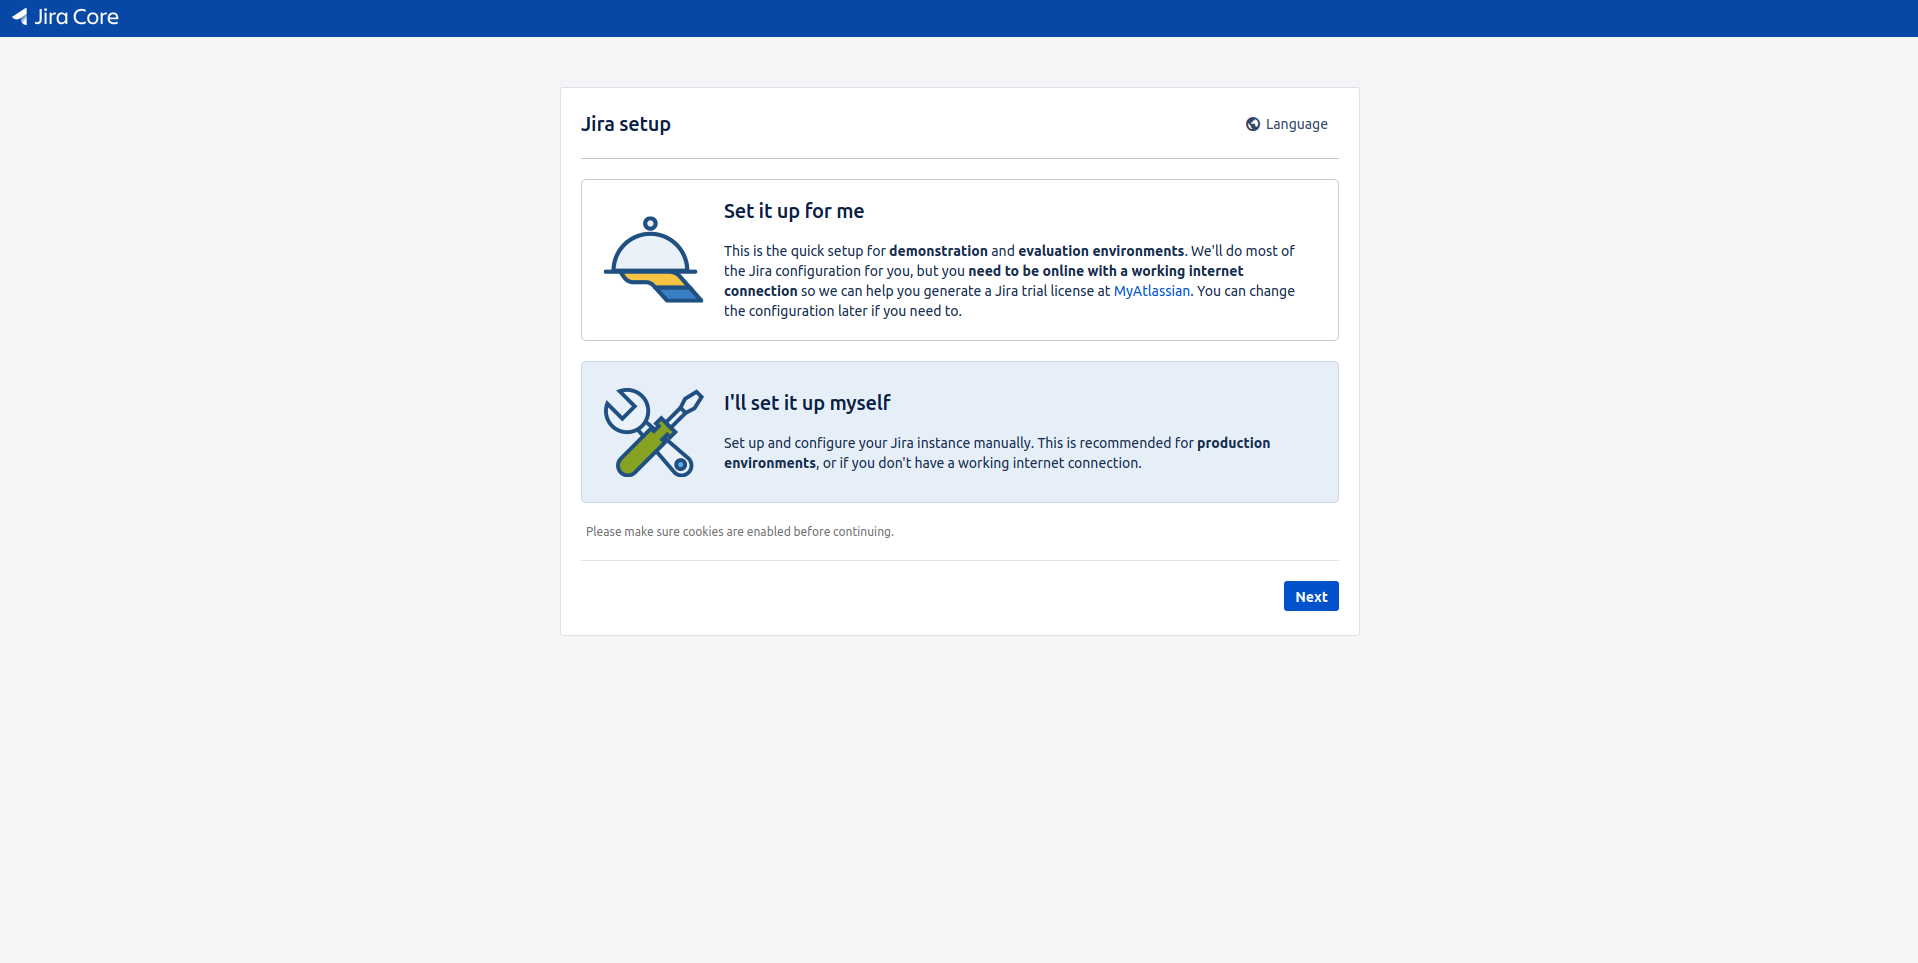 Jira Core
Jira setup
Language
Set it up for me
This is the quick setup for demonstration and evaluation environments. We'll do most of
the Jira configuration for you, but you need to be online with a working internet
connection so we can help you generate a Jira trial license at MyAtlassian. You can change
the configuration later if you need to.
I'll set it up myself
Set up and configure your Jira instance manually. This is recommended for production
environments, or if you don't have a working internet connection.
Please make sure cookies are enabled before continuing.
Next